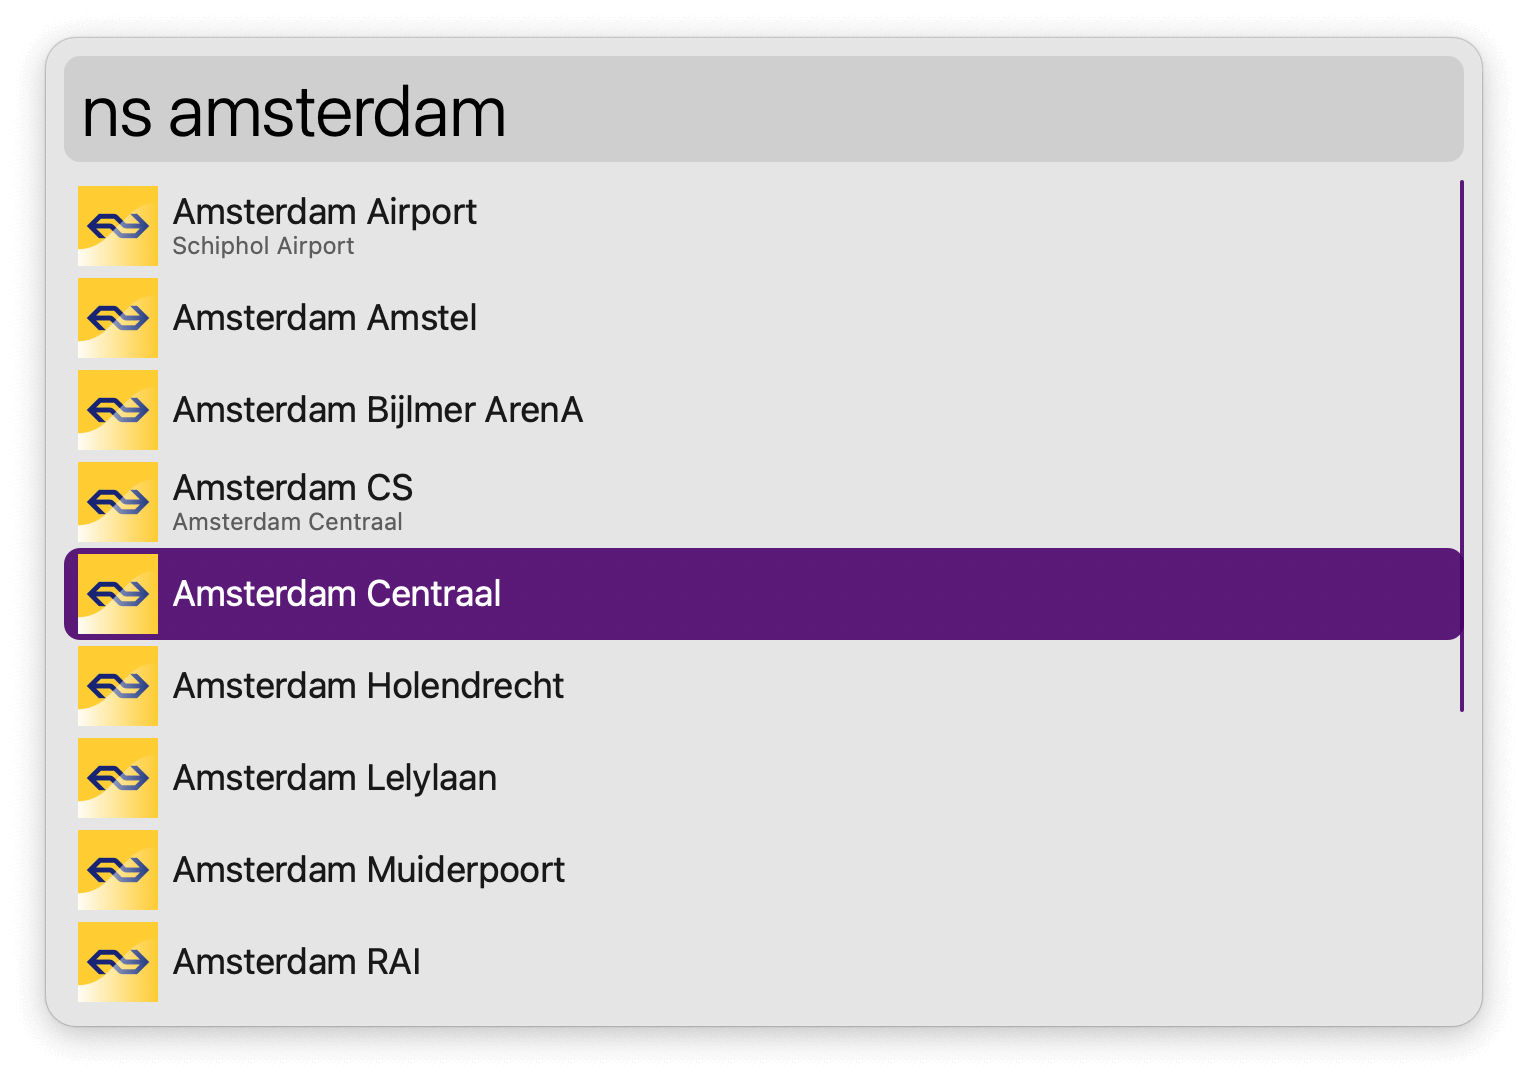 ns amsterdam
Amsterdam Airport
Schiphol Airport
Amsterdam Amstel
Amsterdam Bijlmer ArenA
Amsterdam CS
Amsterdam Centraal
Amsterdam Centraal
Amsterdam Holendrecht
Amsterdam Lelylaan
Amsterdam Muiderpoort
Amsterdam RAI